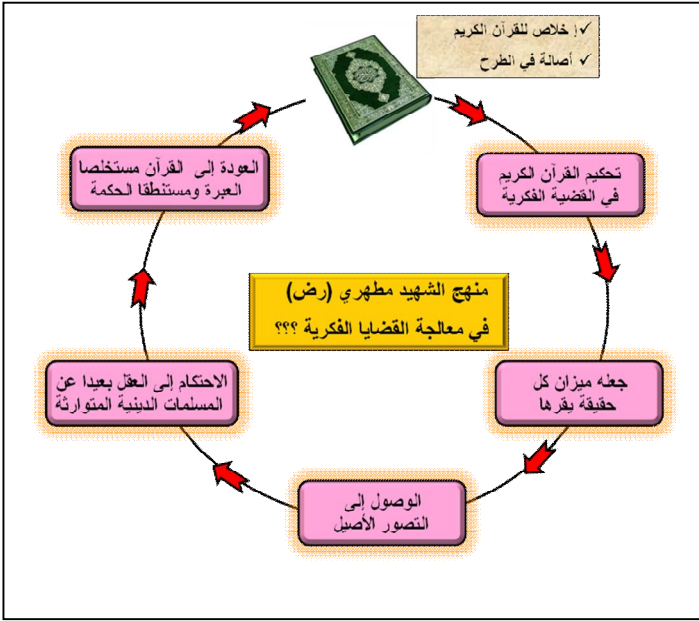 ✓ إخلاص للقرآن الكريم
✓ أصالة في الطرح
تحكيم القرآن الكريم
في القضية الفكرية
جعله ميزان كل
حقيقة يقرها
الوصول إلى
التصور الأصيل
الاحتكام إلى العقل بعيدا عن
المسلمات الدينية المتوارثة
العودة إلى القرآن مستخلصا
العبرة ومستنطقا الحكمة
منهج الشهيد مطهري (رض)
في معالجة القضايا الفكرية ؟؟؟